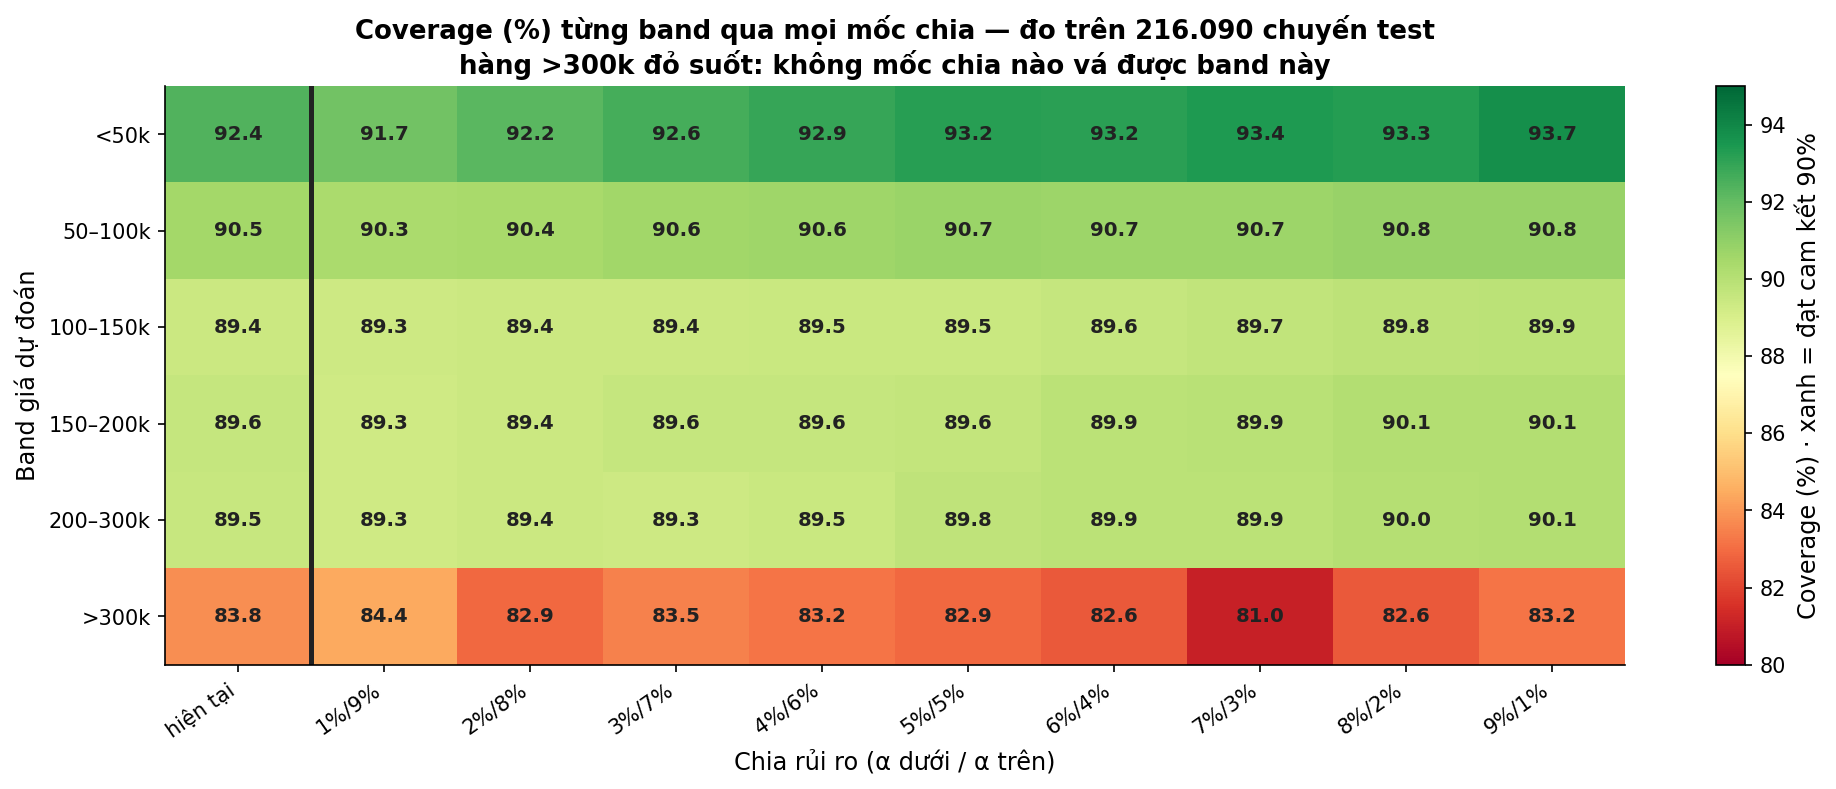 Coverage (%) từng band qua mọi mốc chia — đo trên 216.090 chuyến test
hàng >300k đỏ suốt: không mốc chia nào vá được band này
Band giá dự đoán
<50k 92.4 91.7 92.2 92.6 92.9 93.2 93.2 93.4 93.3 93.7
50–100k 90.5 90.3 90.4 90.6 90.6 90.7 90.7 90.7 90.8 90.8
100–150k 89.4 89.3 89.4 89.4 89.5 89.5 89.6 89.7 89.8 89.9
150–200k 89.6 89.3 89.4 89.6 89.6 89.6 89.9 89.9 90.1 90.1
200–300k 89.5 89.3 89.4 89.3 89.5 89.8 89.9 89.9 90.0 90.1
>300k 83.8 84.4 82.9 83.5 83.2 82.9 82.6 81.0 82.6 83.2
hiện tại 1%/9% 2%/8% 3%/7% 4%/6% 5%/5% 6%/4% 7%/3% 8%/2% 9%/1%
Chia rủi ro (α dưới / α trên)
94
92
90
88
86
84
82
80
Coverage (%) · xanh = đạt cam kết 90%